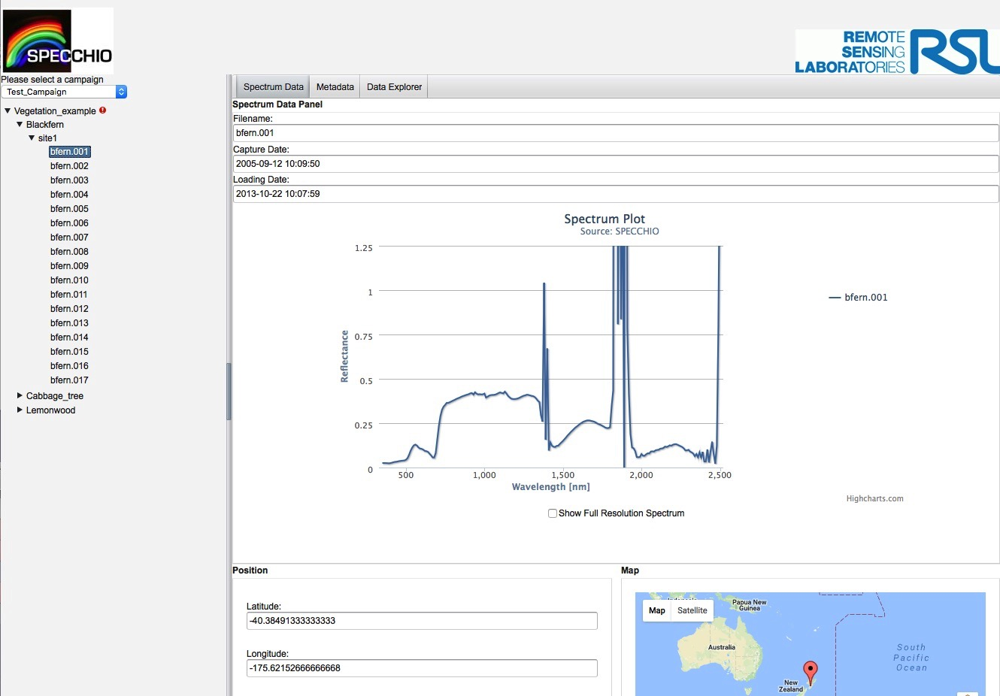 SPECCHIO
REMOTE
SENSING
LABORATORIES
RSL
Please select a campaign
Test_Campaign
Vegetation_example
Blackfern
site1
bfern.001
bfern.002
bfern.003
bfern.004
bfern.005
bfern.006
bfern.007
bfern.008
bfern.009
bfern.010
bfern.011
bfern.012
bfern.013
bfern.014
bfern.015
bfern.016
bfern.017
Cabbage_tree
Lemonwood
Spectrum Data
Metadata
Data Explorer
Spectrum Data Panel
Filename:
bfern.001
Capture Date:
2005-09-12 10:09:50
Loading Date:
2013-10-22 10:07:59
Spectrum Plot
Source: SPECCHIO
1.25
1
0.75
0.5
0.25
0
Reflectance
500
1,000
1,500
2,000
2,500
Wavelength [nm]
bfern.001
Highcharts.com
Show Full Resolution Spectrum
Position
Latitude:
-40.38491333333333
Longitude:
-175.62152666666668
Map
Map
Satellite
Papua New
Guinea
Australia
South
Pacific
Ocean
New
Zealand